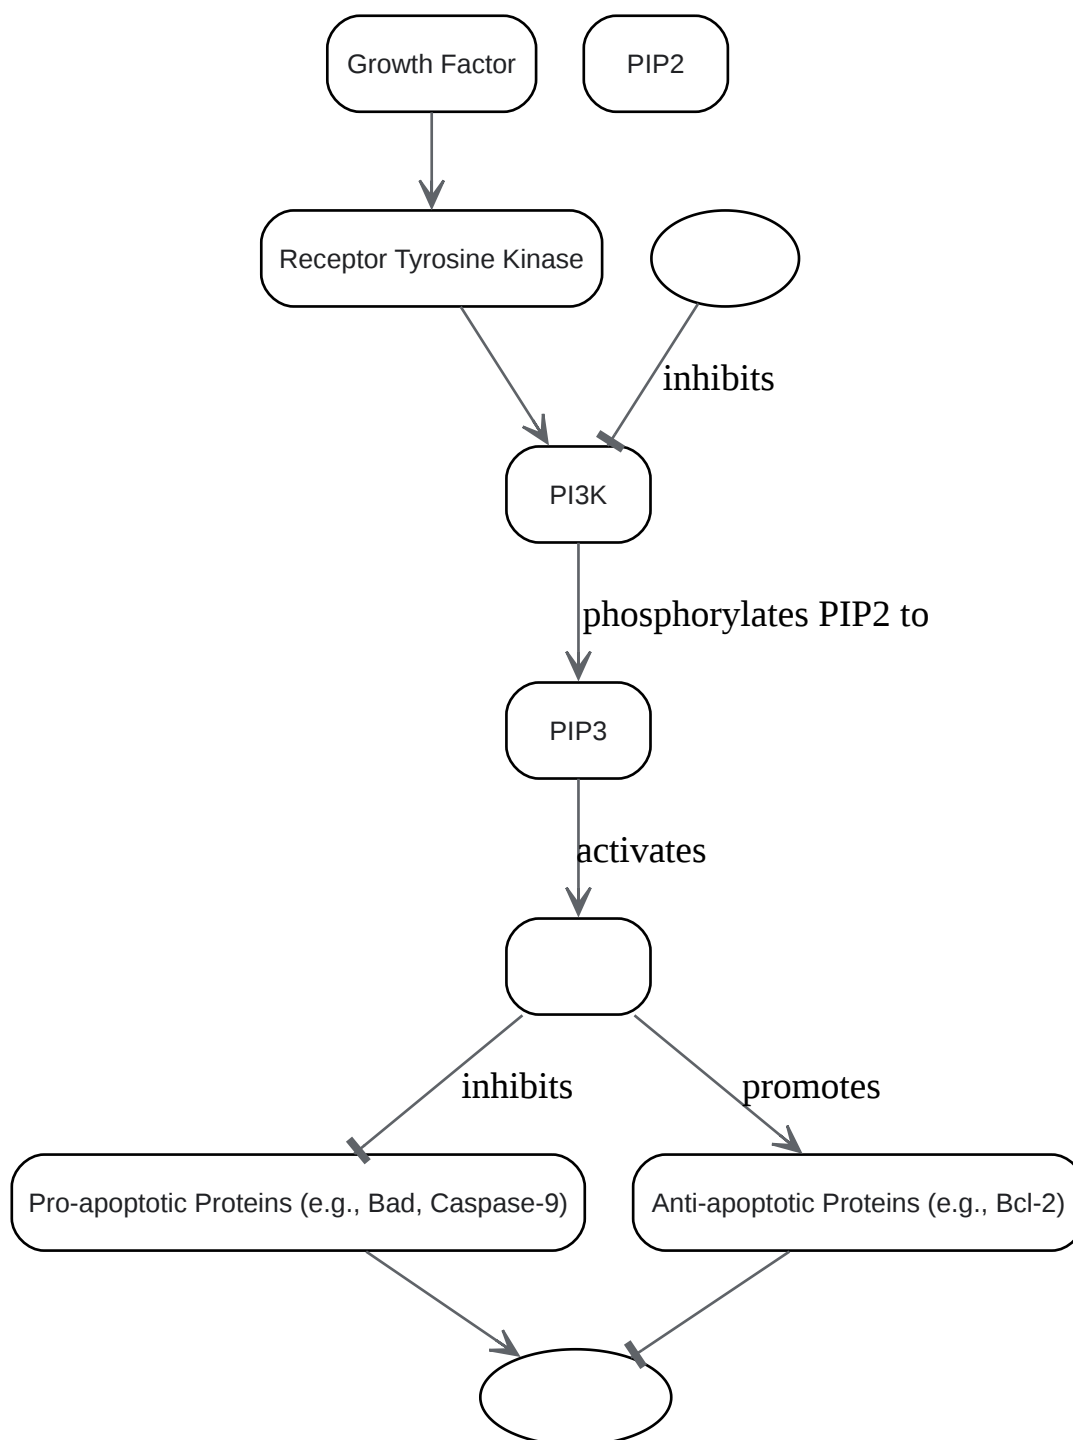 Growth Factor
PIP2
Receptor Tyrosine Kinase
inhibits
PI3K
phosphorylates PIP2 to
PIP3
activates
inhibits
promotes
Pro-apoptotic Proteins (e.g., Bad, Caspase-9)
Anti-apoptotic Proteins (e.g., Bcl-2)